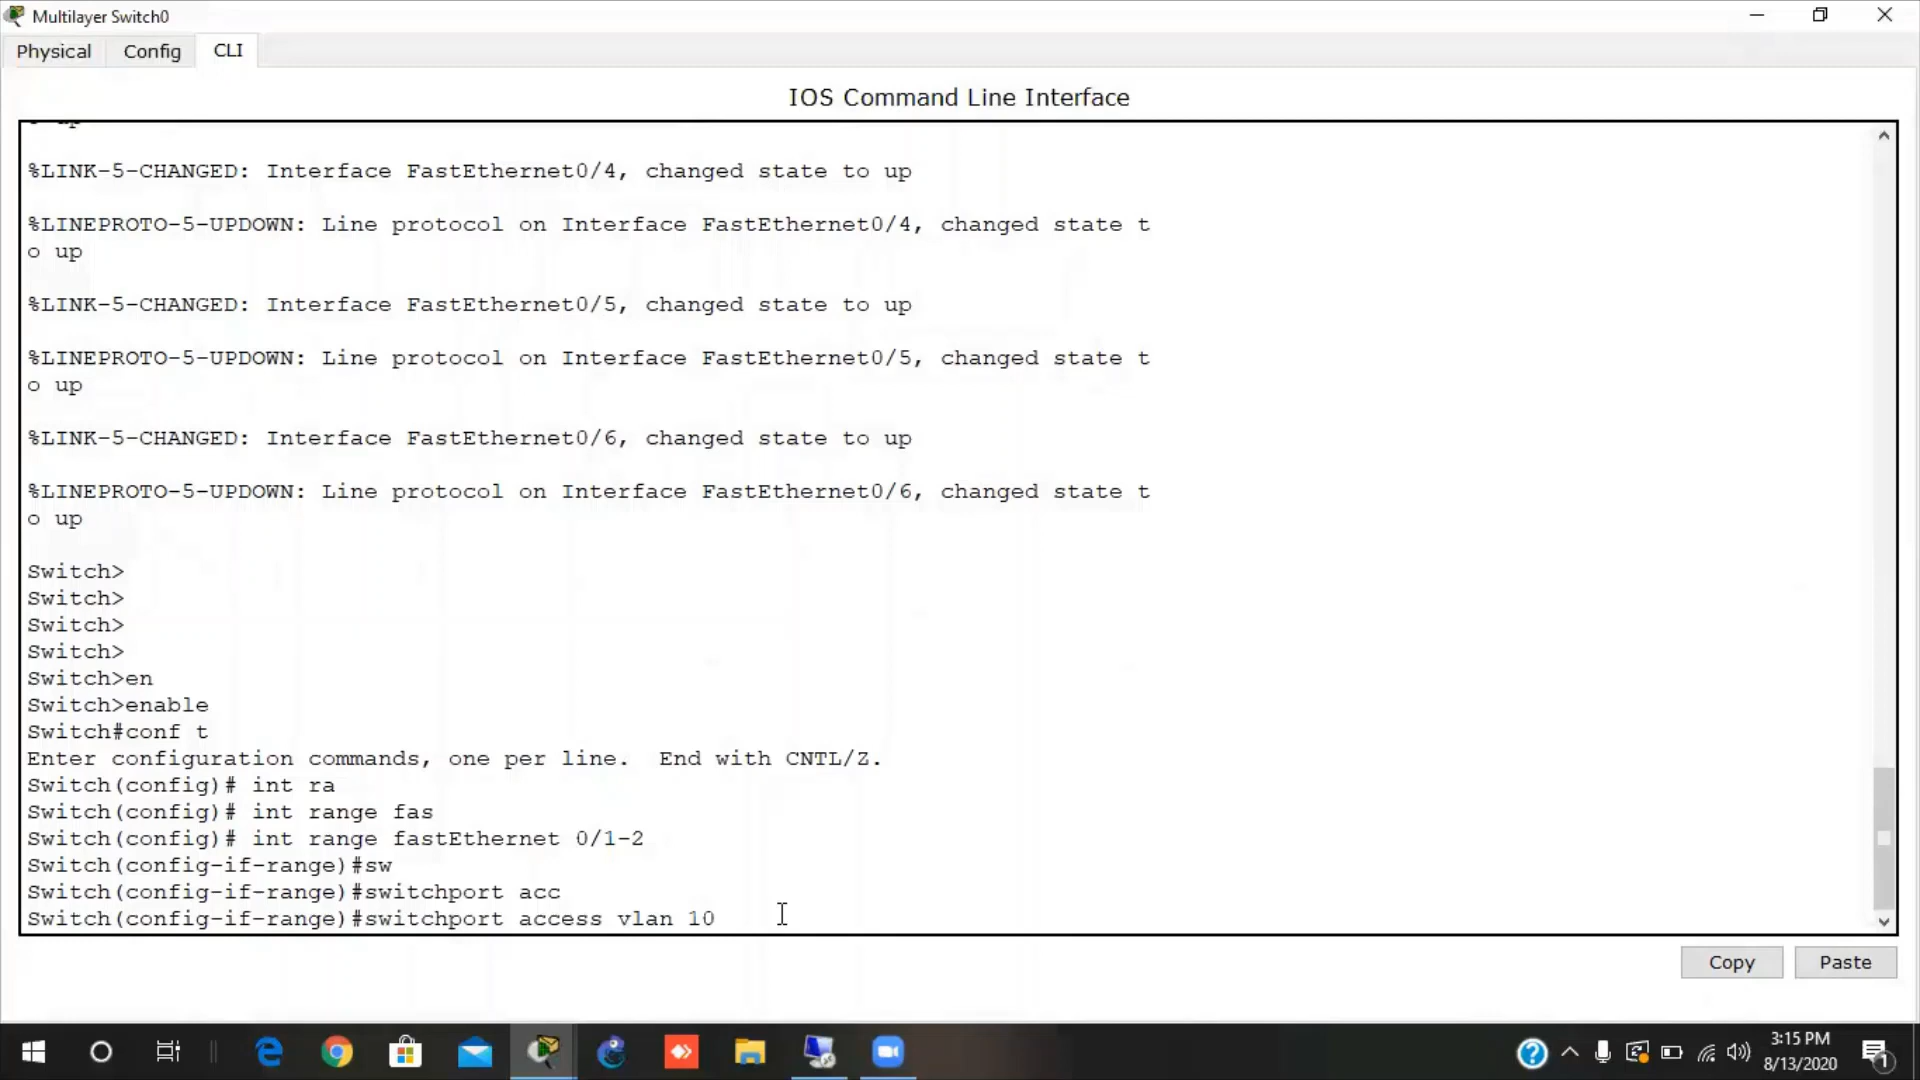 Multilayer Switch0
Physical
Config
CLI
IOS Command Line Interface
o up
%LINK-5-CHANGED: Interface FastEthernet0/4, changed state to up
%LINEPROTO-5-UPDOWN: Line protocol on Interface FastEthernet0/4, changed state t
o up
%LINK-5-CHANGED: Interface FastEthernet0/5, changed state to up
%LINEPROTO-5-UPDOWN: Line protocol on Interface FastEthernet0/5, changed state t
o up
%LINK-5-CHANGED: Interface FastEthernet0/6, changed state to up
%LINEPROTO-5-UPDOWN: Line protocol on Interface FastEthernet0/6, changed state t
o up
Switch>
Switch>
Switch>
Switch>
Switch>en
Switch>enable
Switch#conf t
Enter configuration commands, one per line.  End with CNTL/Z.
Switch(config)# int ra
Switch(config)# int range fas
Switch(config)# int range fastEthernet 0/1-2
Switch(config-if-range)#sw
Switch(config-if-range)#switchport acc
Switch(config-if-range)#switchport access vlan 10
Copy
Paste
3:15 PM
8/13/2020
1